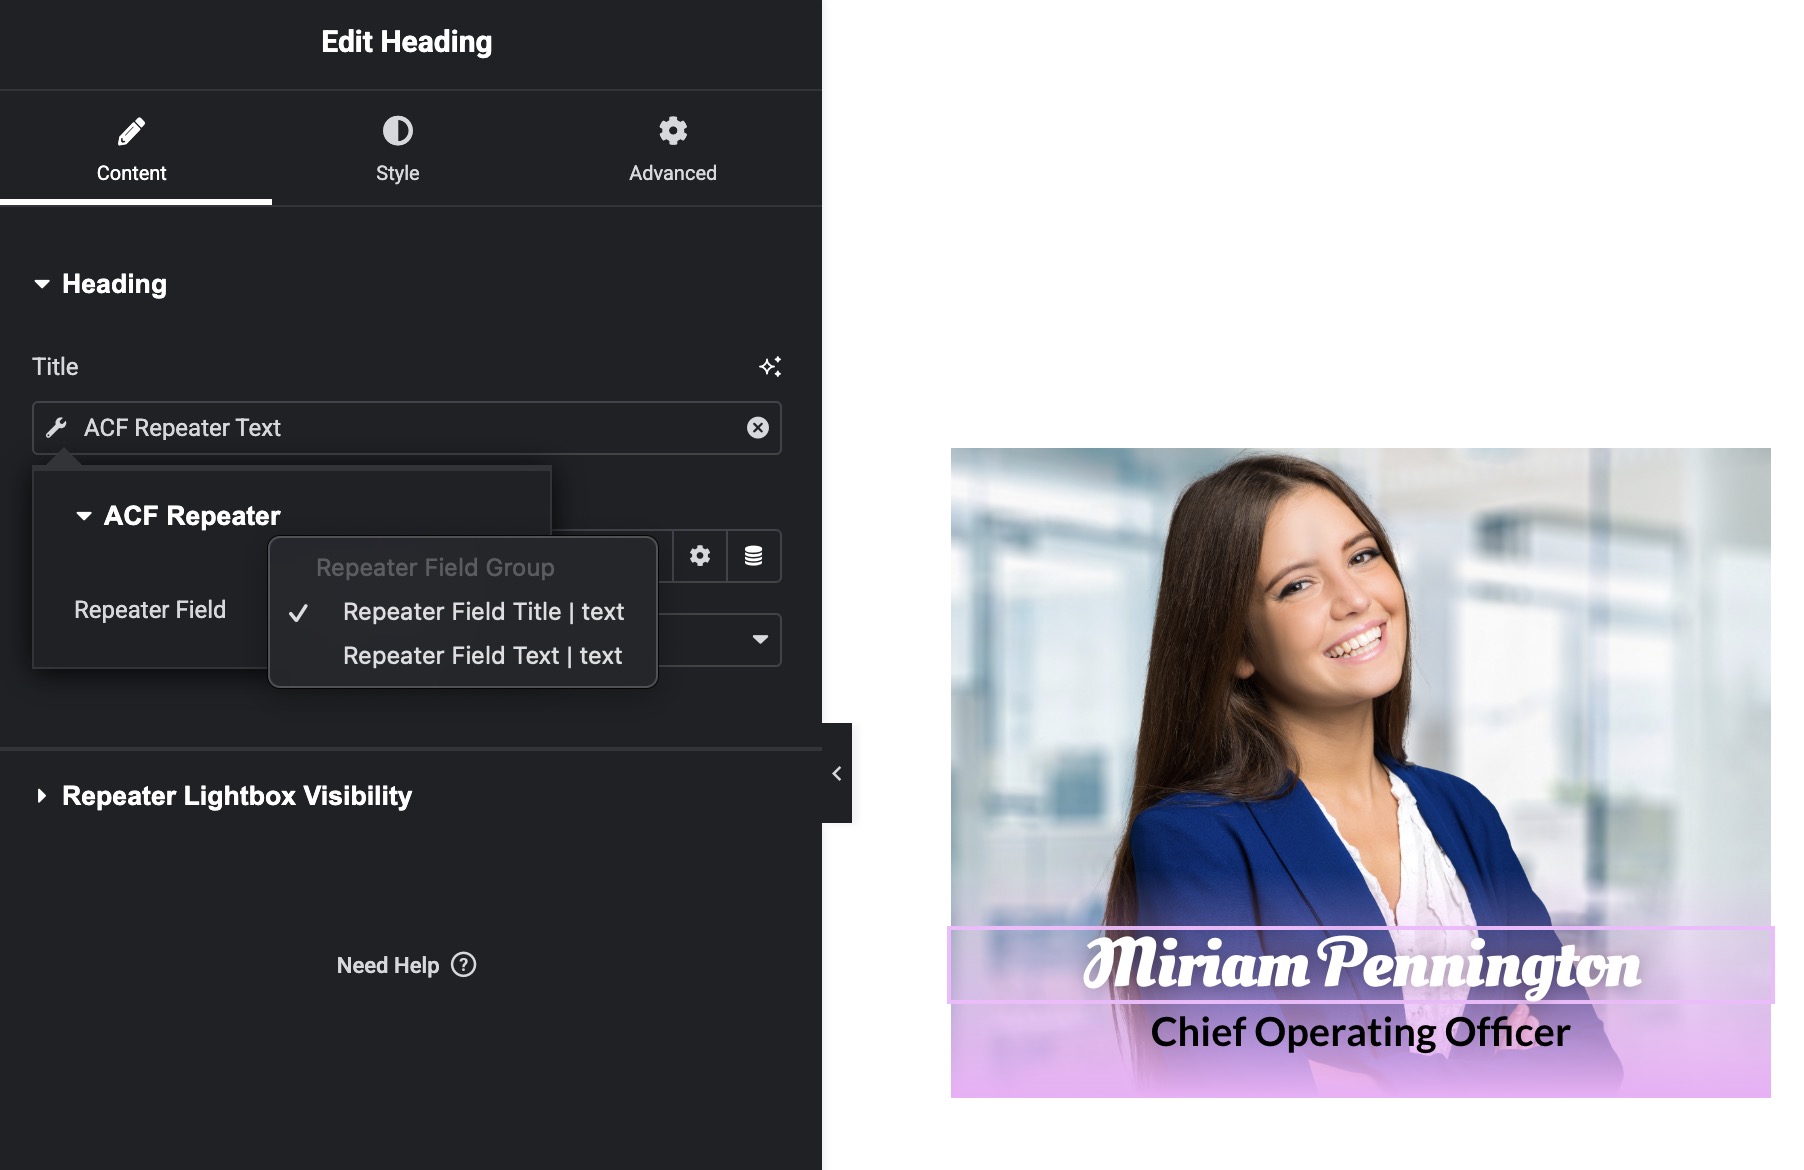 Edit Heading
Content
Style
Advanced
Heading
Title
ACF Repeater Text
ACF Repeater
Repeater Field
Repeater Field Group
Repeater Field Title | text
Repeater Field Text | text
Repeater Lightbox Visibility
Need Help ?
Miriam Pennington
Chief Operating Officer